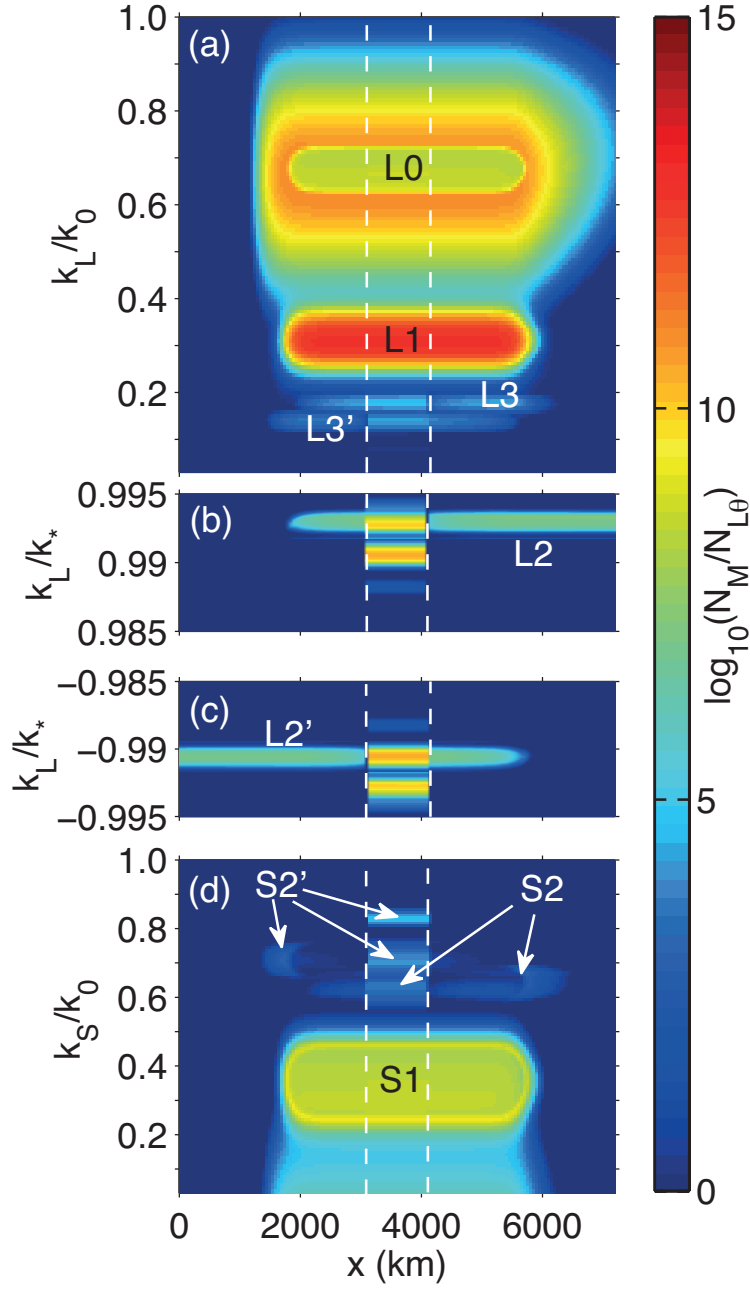 (a)
1.0
0.8
0.6
0.4
0.2
k_L/k_0
L0
L1
L3
L3'
(b)
0.995
0.99
0.985
k_L/k_*
L2
(c)
−0.985
−0.99
−0.995
k_L/k_*
L2'
(d)
1.0
0.8
0.6
0.4
0.2
k_S/k_0
S2'
S2
S1
0 2000 4000 6000
x (km)
15
10
5
0
log_10(N_M/N_Lθ)